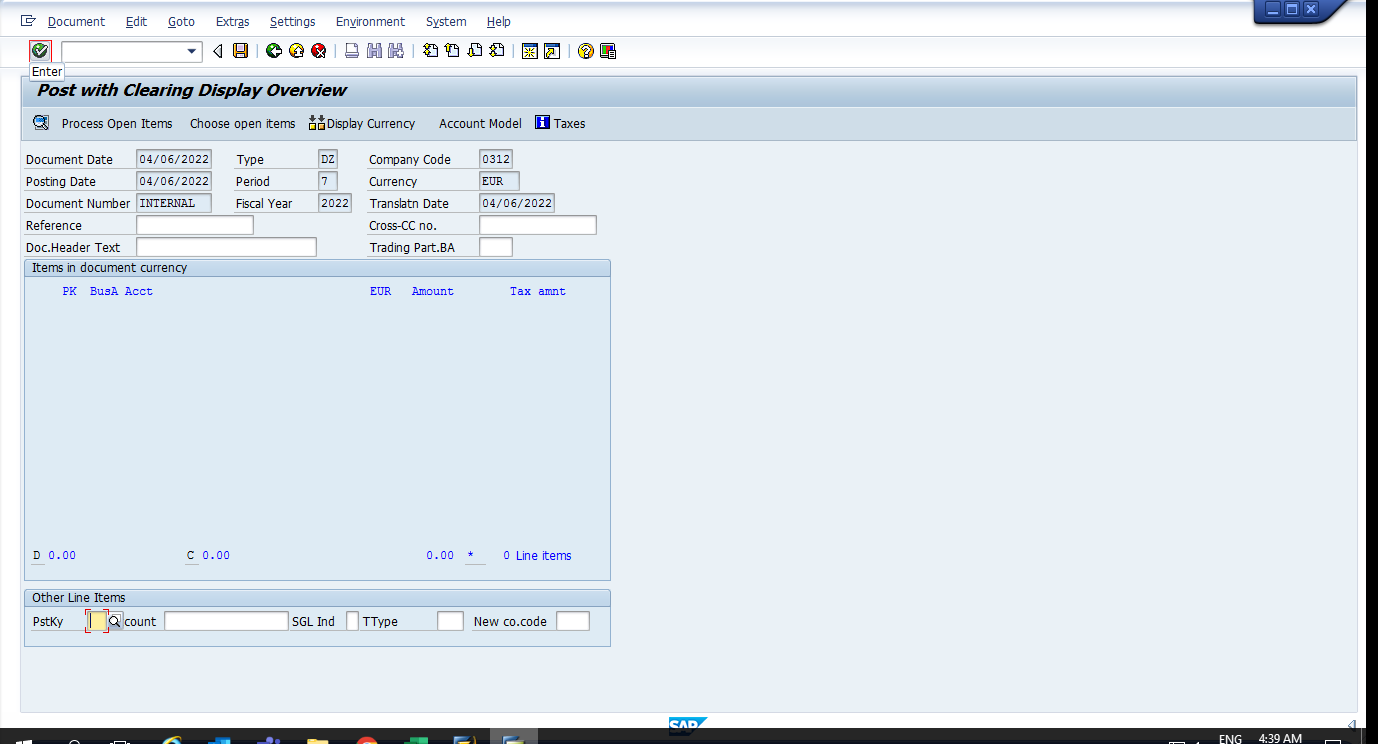 Document Edit Goto Extras Settings Environment System Help
Enter
Post with Clearing Display Overview
Process Open Items Choose open items Display Currency Account Model Taxes
Document Date 04/06/2022 Type DZ Company Code 0312
Posting Date 04/06/2022 Period 7 Currency EUR
Document Number INTERNAL Fiscal Year 2022 Translatn Date 04/06/2022
Reference Cross-CC no.
Doc.Header Text Trading Part.BA
Items in document currency
PK BusA Acct EUR Amount Tax amnt
D 0.00 C 0.00 0.00 * 0 Line items
Other Line Items
PstKy count SGL Ind TType New co.code
SAP
ENG 4:39 AM